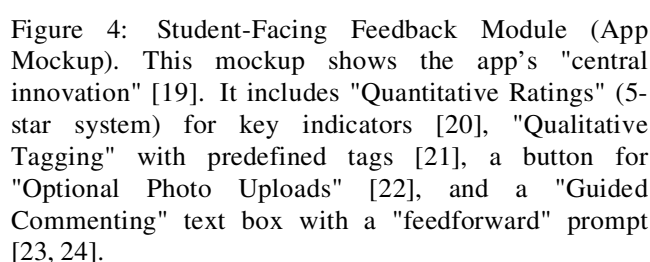 Figure 4: Student-Facing Feedback Module (App
Mockup). This mockup shows the app's "central
innovation" [19]. It includes "Quantitative Ratings" (5-
star system) for key indicators [20], "Qualitative
Tagging" with predefined tags [21], a button for
"Optional Photo Uploads" [22], and a "Guided
Commenting" text box with a "feedforward" prompt
[23, 24].